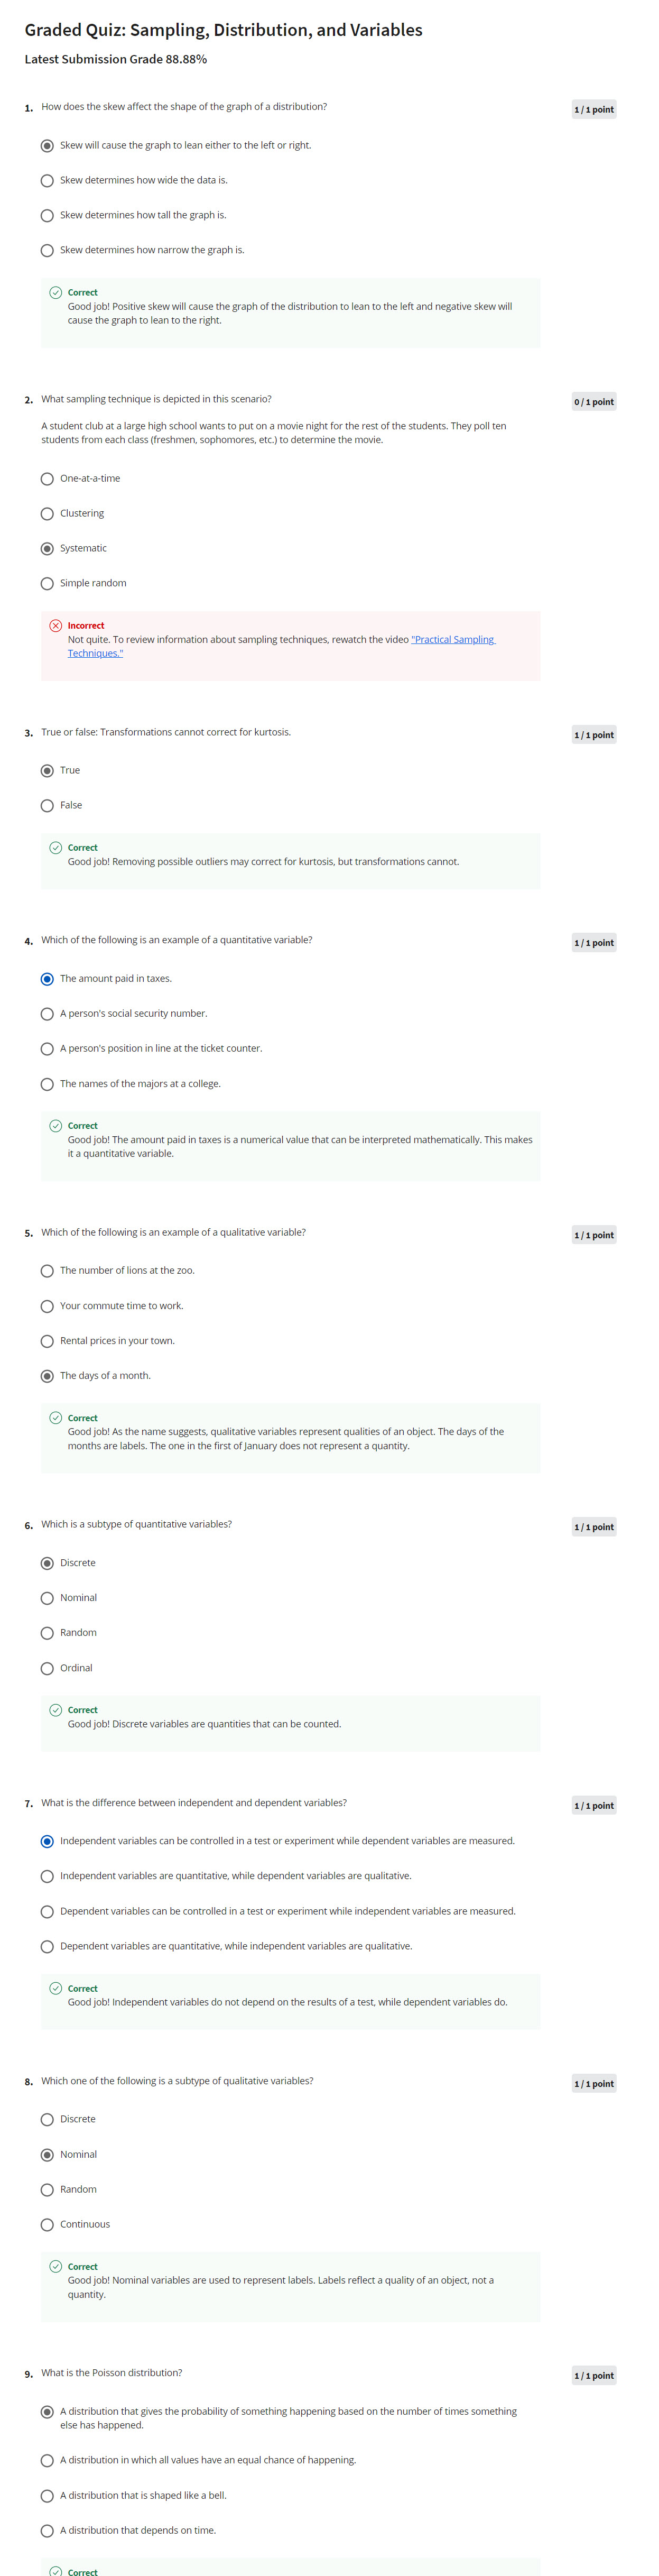 Graded Quiz: Sampling, Distribution, and Variables
Latest Submission Grade 88.88%
1. How does the skew affect the shape of the graph of a distribution?
1 / 1 point
Skew will cause the graph to lean either to the left or right.
Skew determines how wide the data is.
Skew determines how tall the graph is.
Skew determines how narrow the graph is.
Correct
Good job! Positive skew will cause the graph of the distribution to lean to the left and negative skew will
cause the graph to lean to the right.
2. What sampling technique is depicted in this scenario?
0 / 1 point
A student club at a large high school wants to put on a movie night for the rest of the students. They poll ten
students from each class (freshmen, sophomores, etc.) to determine the movie.
One-at-a-time
Clustering
Systematic
Simple random
Incorrect
Not quite. To review information about sampling techniques, rewatch the video "Practical Sampling
Techniques."
3. True or false: Transformations cannot correct for kurtosis.
1 / 1 point
True
False
Correct
Good job! Removing possible outliers may correct for kurtosis, but transformations cannot.
4. Which of the following is an example of a quantitative variable?
1 / 1 point
The amount paid in taxes.
A person's social security number.
A person's position in line at the ticket counter.
The names of the majors at a college.
Correct
Good job! The amount paid in taxes is a numerical value that can be interpreted mathematically. This makes
it a quantitative variable.
5. Which of the following is an example of a qualitative variable?
1 / 1 point
The number of lions at the zoo.
Your commute time to work.
Rental prices in your town.
The days of a month.
Correct
Good job! As the name suggests, qualitative variables represent qualities of an object. The days of the
months are labels. The one in the first of January does not represent a quantity.
6. Which is a subtype of quantitative variables?
1 / 1 point
Discrete
Nominal
Random
Ordinal
Correct
Good job! Discrete variables are quantities that can be counted.
7. What is the difference between independent and dependent variables?
1 / 1 point
Independent variables can be controlled in a test or experiment while dependent variables are measured.
Independent variables are quantitative, while dependent variables are qualitative.
Dependent variables can be controlled in a test or experiment while independent variables are measured.
Dependent variables are quantitative, while independent variables are qualitative.
Correct
Good job! Independent variables do not depend on the results of a test, while dependent variables do.
8. Which one of the following is a subtype of qualitative variables?
1 / 1 point
Discrete
Nominal
Random
Continuous
Correct
Good job! Nominal variables are used to represent labels. Labels reflect a quality of an object, not a
quantity.
9. What is the Poisson distribution?
1 / 1 point
A distribution that gives the probability of something happening based on the number of times something
else has happened.
A distribution in which all values have an equal chance of happening.
A distribution that is shaped like a bell.
A distribution that depends on time.
Correct